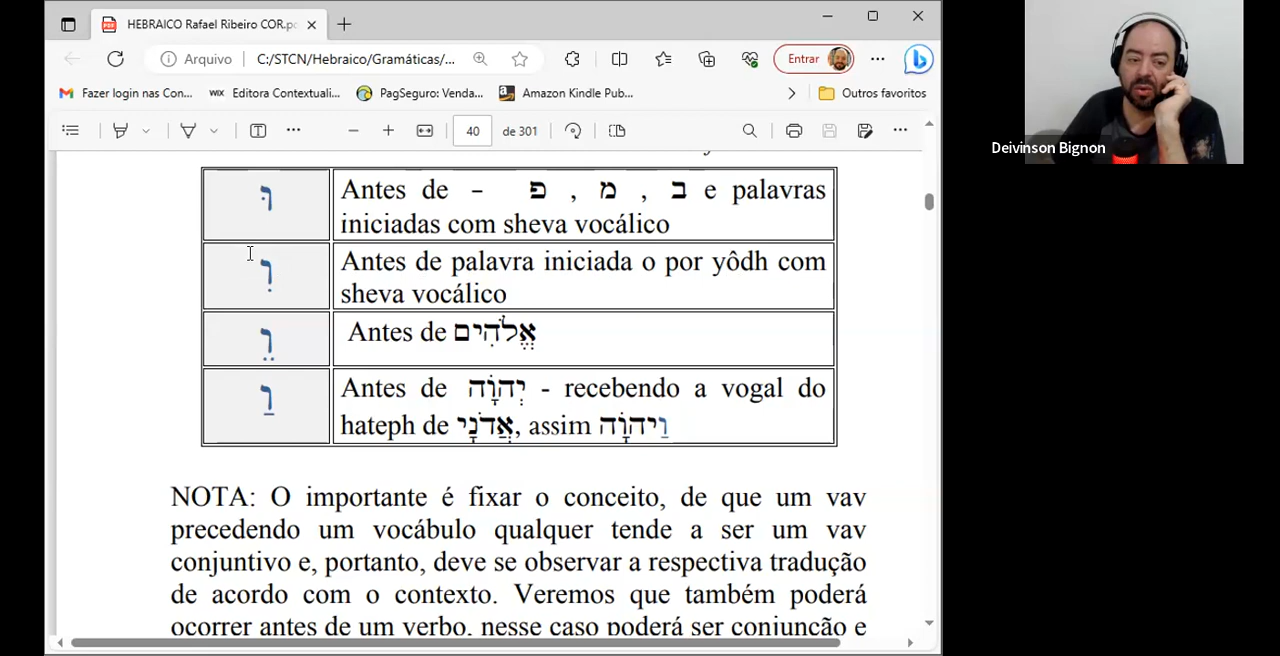 HEBRAICO Rafael Ribeiro COR.pc
Arquivo
C:/STCN/Hebraico/Gramáticas/...
Entrar
Fazer login nas Con...
WIX
Editora Contextuali...
PagSeguro: Venda...
Amazon Kindle Pub...
Outros favoritos
40
de 301
Deivinson Bignon
וּ
Antes de - פ , מ , ב e palavras
iniciadas com sheva vocálico
וִ
Antes de palavra iniciada o por yôdh com
sheva vocálico
וֵ
Antes de אֱלֹהִים
וַ
Antes de יְהוָֹה - recebendo a vogal do
hateph de אֲדֹנָי, assim וַיהוָֹה
NOTA: O importante é fixar o conceito, de que um vav
precedendo um vocábulo qualquer tende a ser um vav
conjuntivo e, portanto, deve se observar a respectiva tradução
de acordo com o contexto. Veremos que também poderá
ocorrer antes de um verbo, nesse caso poderá ser conjunção e